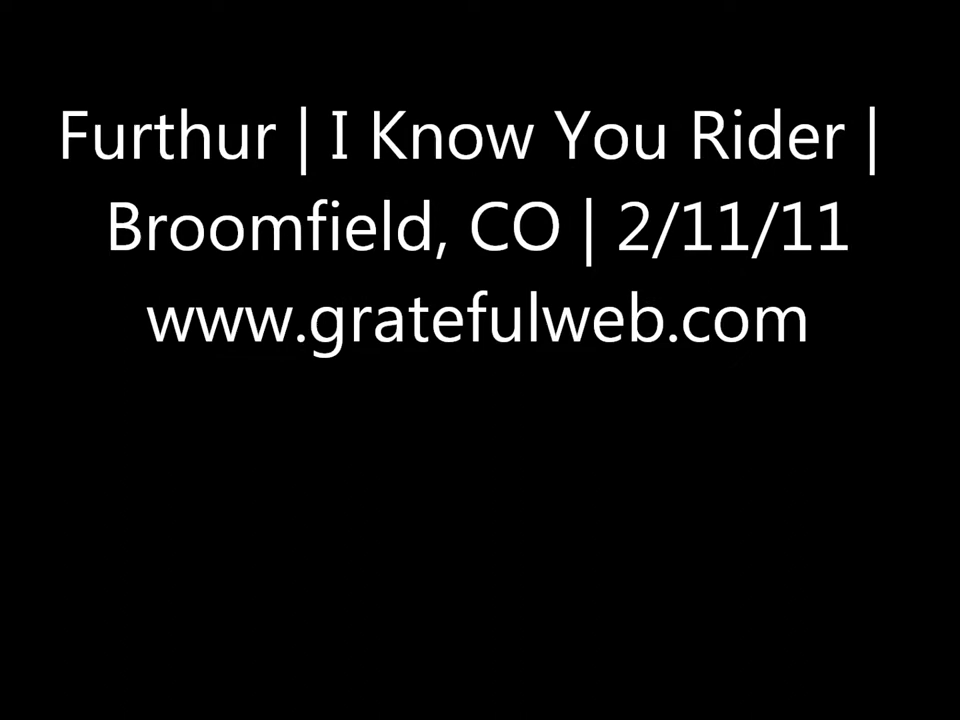 Furthur | I Know You Rider |
Broomfield, CO | 2/11/11
www.gratefulweb.com